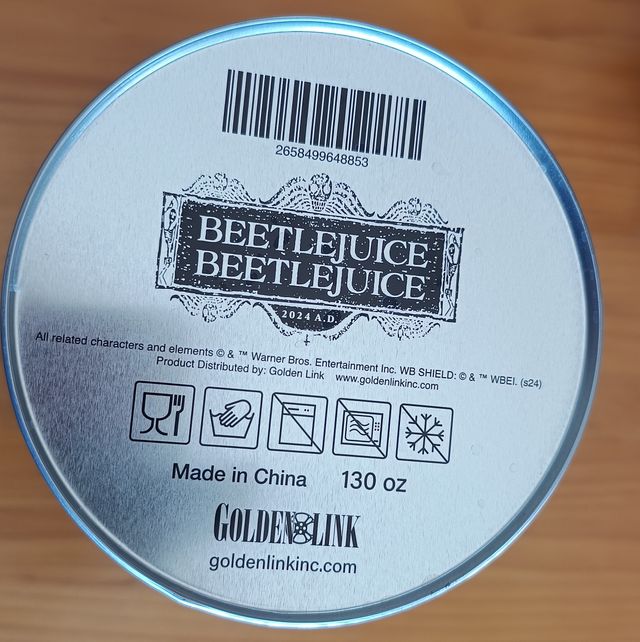 2658499648853
BEETLEJUICE
BEETLEJUICE
2024 A.D.
All related characters and elements © & ™ Warner Bros. Entertainment Inc. WB SHIELD: © & ™ WBEI. (s24)
Product Distributed by: Golden Link www.goldenlinkinc.com
Made in China 130 oz
GOLDEN LINK
goldenlinkinc.com